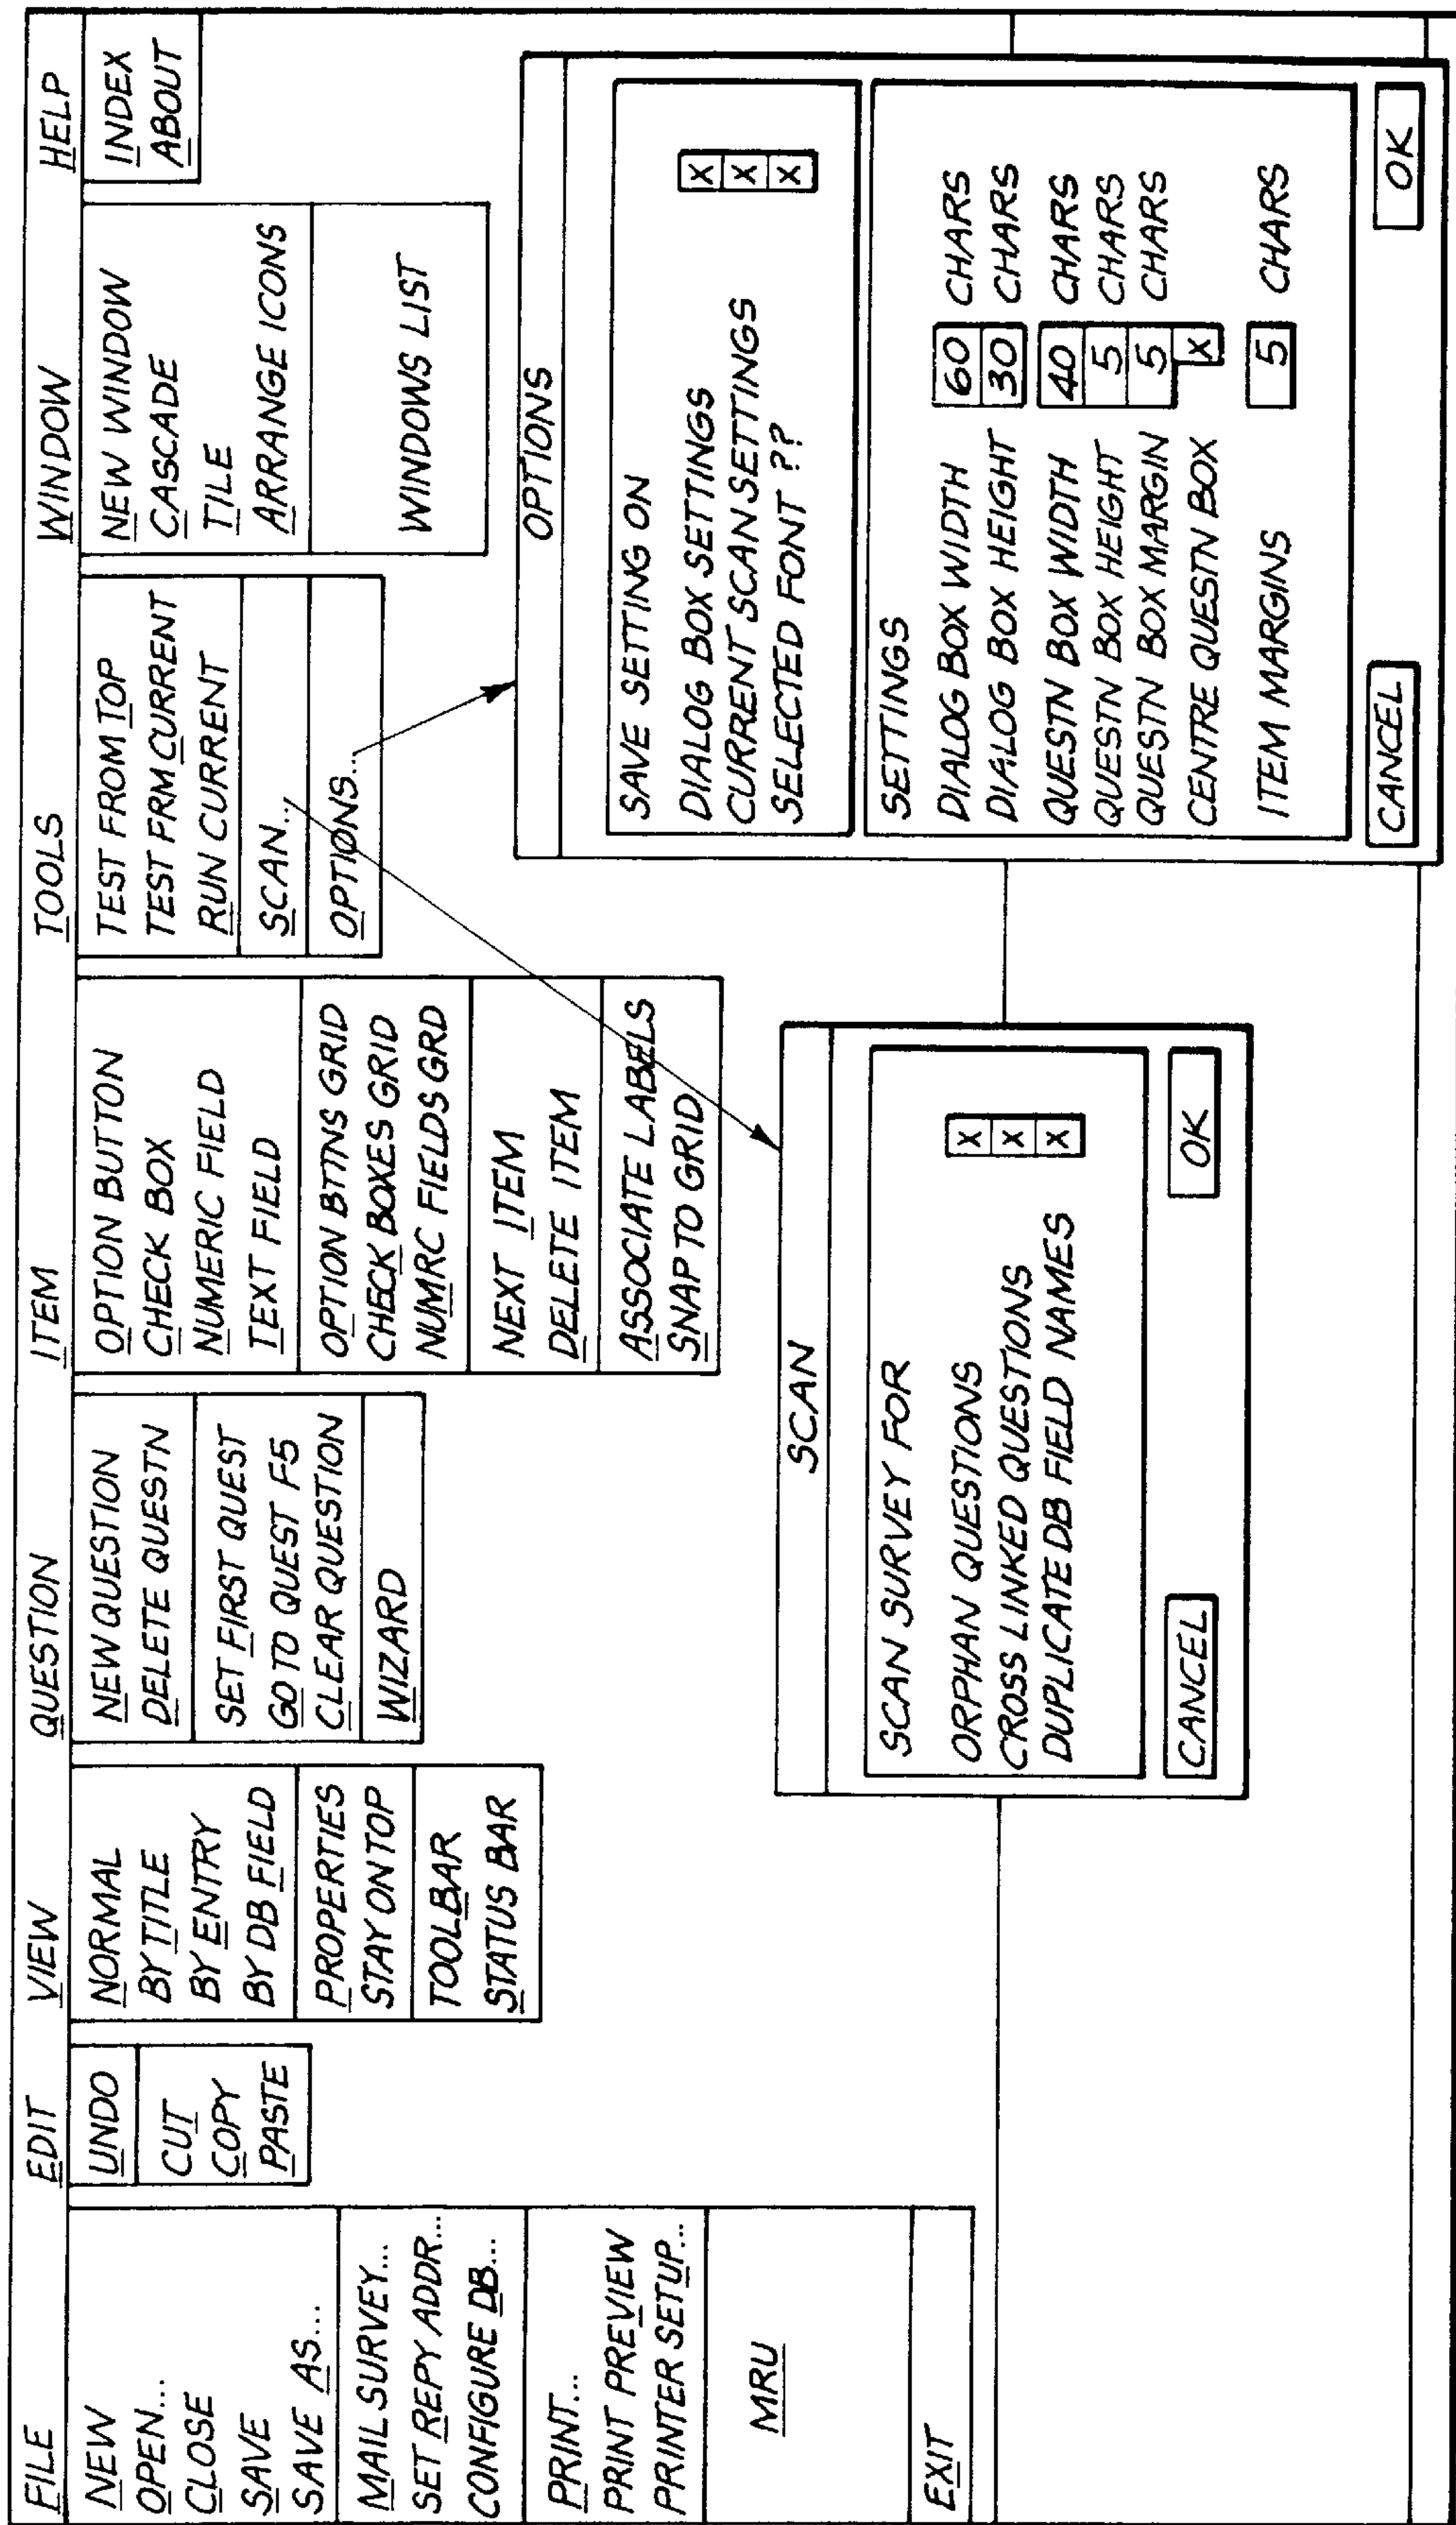 FILE
EDIT
VIEW
QUESTION
ITEM
TOOLS
WINDOW
HELP
NEW
OPEN...
CLOSE
SAVE
SAVE AS...
MAIL SURVEY...
SET REPY ADDR...
CONFIGURE DB...
PRINT...
PRINT PREVIEW
PRINTER SETUP...
MRU
EXIT
UNDO
CUT
COPY
PASTE
NORMAL
BY TITLE
BY ENTRY
BY DB FIELD
PROPERTIES
STAY ON TOP
TOOLBAR
STATUS BAR
NEW QUESTION
DELETE QUESTN
SET FIRST QUEST
GO TO QUEST F5
CLEAR QUESTION
WIZARD
OPTION BUTTON
CHECK BOX
NUMERIC FIELD
TEXT FIELD
OPTION BTTNS GRID
CHECK BOXES GRID
NUMRC FIELDS GRD
NEXT ITEM
DELETE ITEM
ASSOCIATE LABELS
SNAP TO GRID
TEST FROM TOP
TEST FRM CURRENT
RUN CURRENT
SCAN...
OPTIONS...
NEW WINDOW
CASCADE
TILE
ARRANGE ICONS
WINDOWS LIST
INDEX
ABOUT
SCAN
SCAN SURVEY FOR
ORPHAN QUESTIONS X
CROSS LINKED QUESTIONS X
DUPLICATE DB FIELD NAMES X
CANCEL
OK
OPTIONS
SAVE SETTING ON
DIALOG BOX SETTINGS X
CURRENT SCAN SETTINGS X
SELECTED FONT ?? X
SETTINGS
DIALOG BOX WIDTH 60 CHARS
DIALOG BOX HEIGHT 30 CHARS
QUESTN BOX WIDTH 40 CHARS
QUESTN BOX HEIGHT 5 CHARS
QUESTN BOX MARGIN 5 CHARS
CENTRE QUESTN BOX X
ITEM MARGINS 5 CHARS
CANCEL
OK